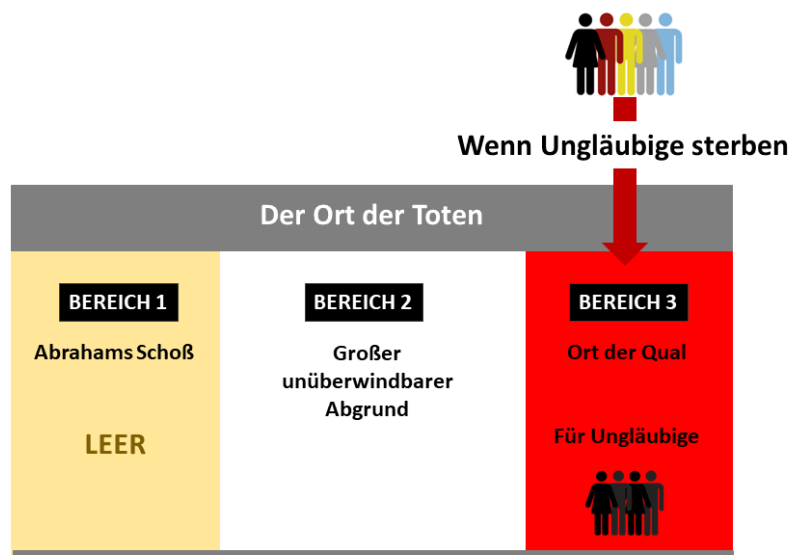 Wenn Ungläubige sterben
Der Ort der Toten
BEREICH 1
Abrahams Schoß
LEER
BEREICH 2
Großer
unüberwindbarer
Abgrund
BEREICH 3
Ort der Qual
Für Ungläubige